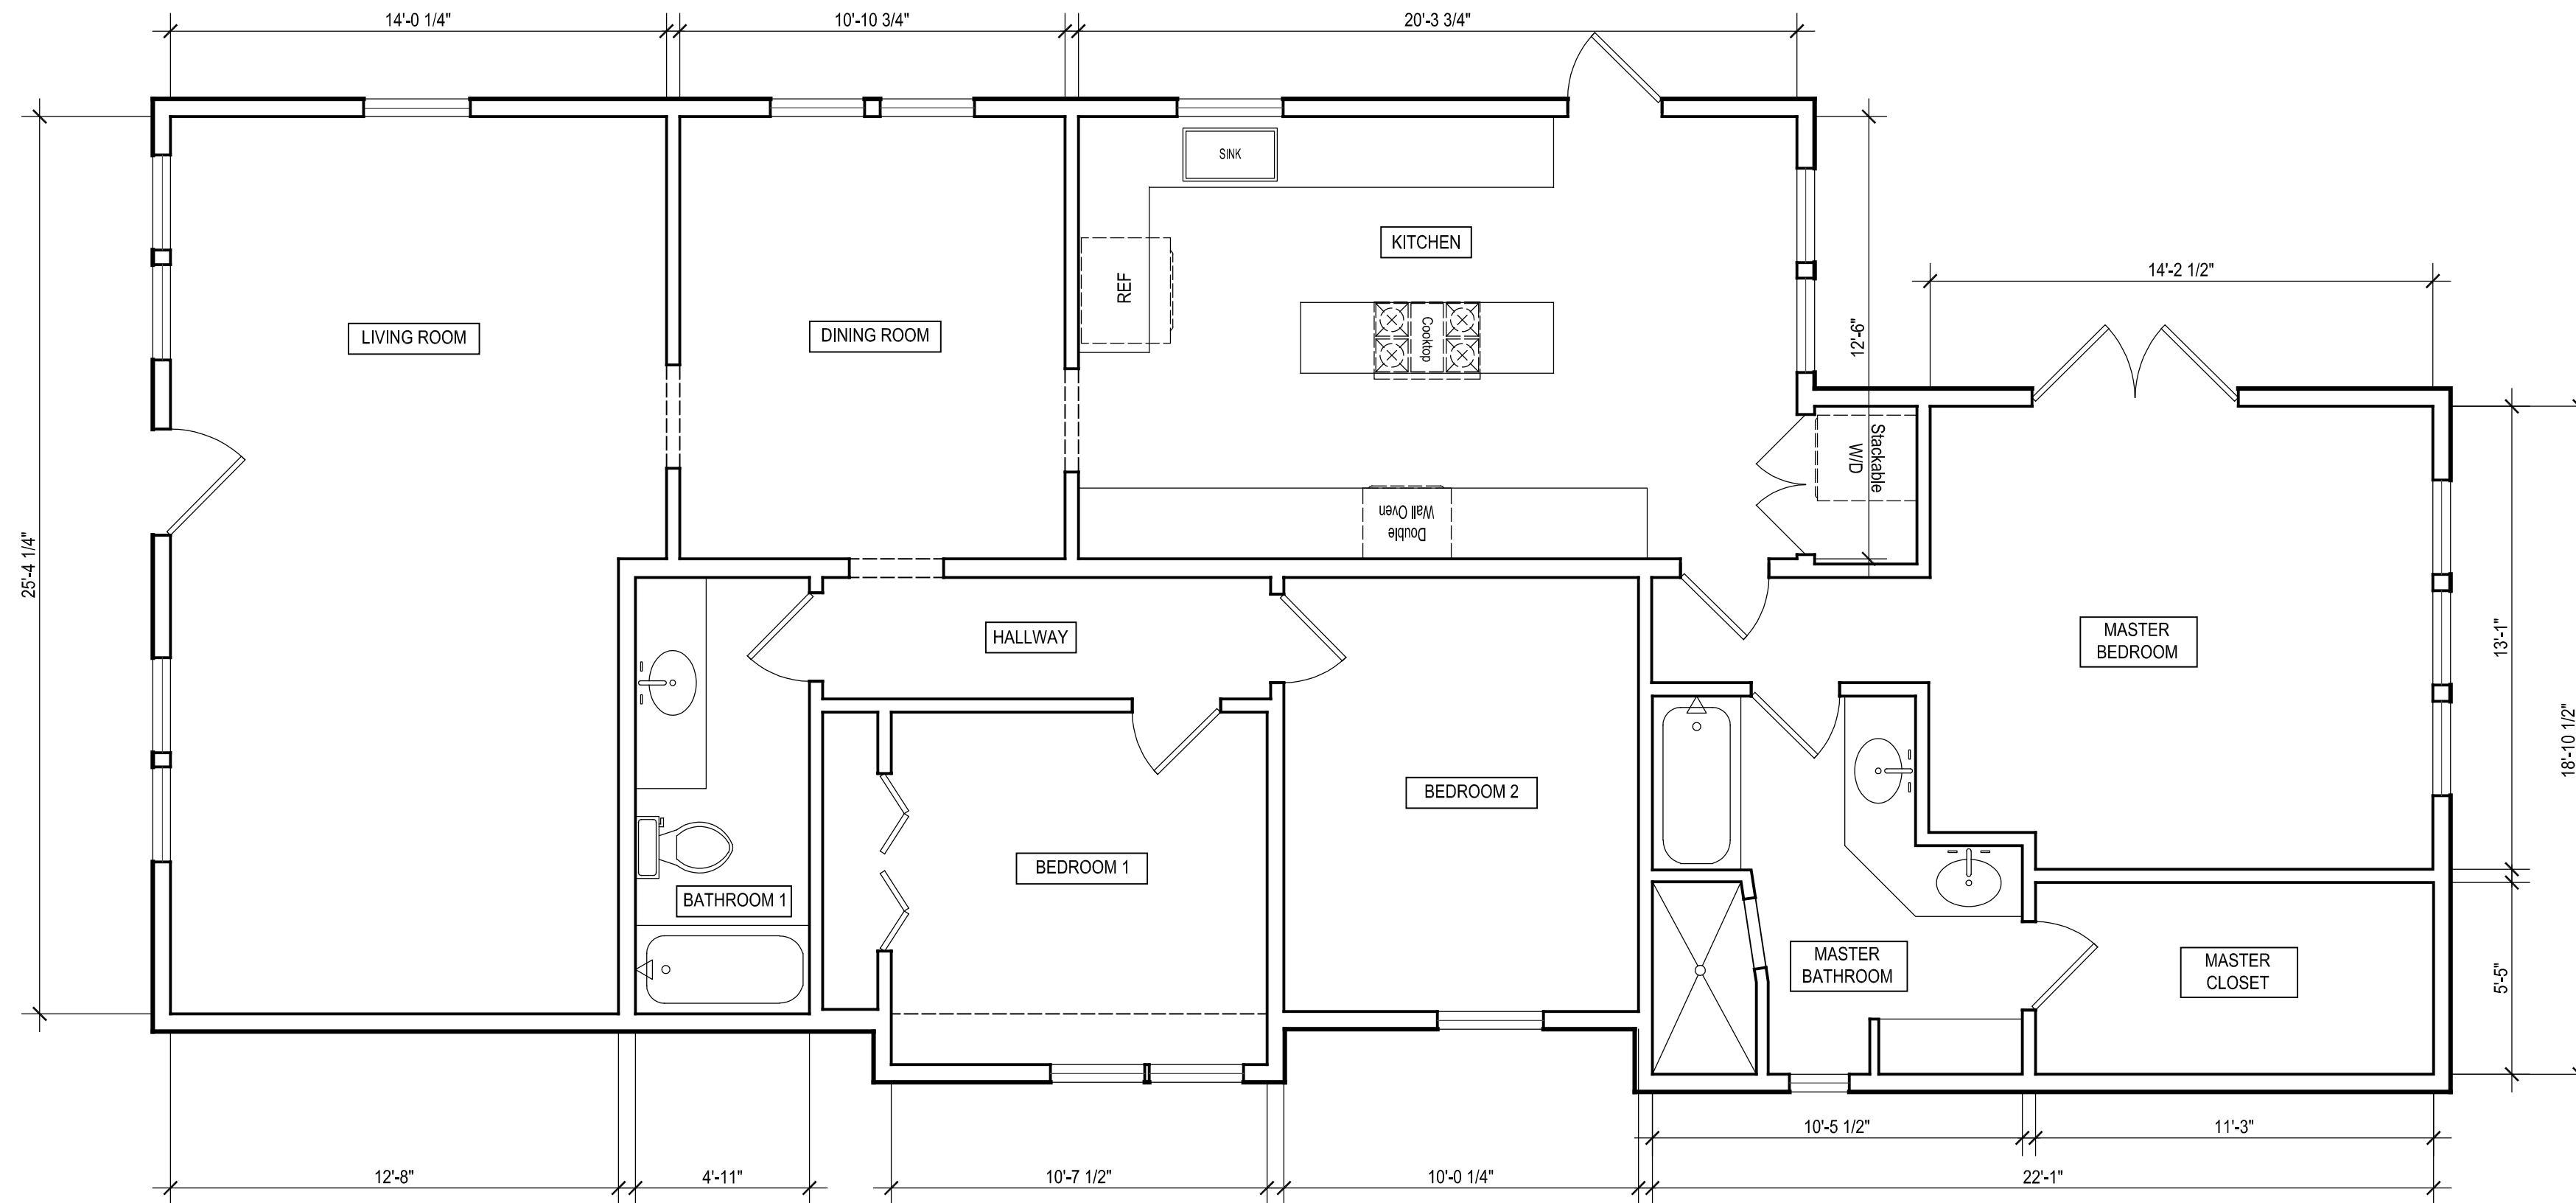 14'-0 1/4"
10'-10 3/4"
20'-3 3/4"
SINK
KITCHEN
REF
14'-2 1/2"
LIVING ROOM
DINING ROOM
Cooktop
12'-6"
Stackable
W/D
Double
Wall Oven
25'-4 1/4"
HALLWAY
MASTER
BEDROOM
13'-1"
18'-10 1/2"
BEDROOM 2
BEDROOM 1
BATHROOM 1
MASTER
BATHROOM
MASTER
CLOSET
5'-5"
10'-5 1/2"
11'-3"
12'-8"
4'-11"
10'-7 1/2"
10'-0 1/4"
22'-1"